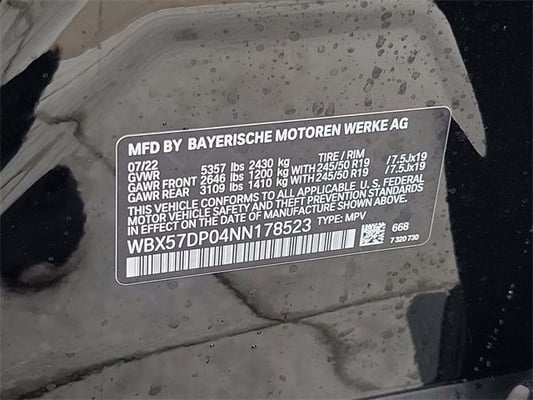 MFD BY BAYERISCHE MOTOREN WERKE AG
07/22 TIRE / RIM
GVWR 5357 lbs 2430 kg
GAWR FRONT 2646 lbs 1200 kg WITH 245/50 R19 / 7.5Jx19
GAWR REAR 3109 lbs 1410 kg WITH 245/50 R19 / 7.5Jx19
THIS VEHICLE CONFORMS TO ALL APPLICABLE U.S. FEDERAL
MOTOR VEHICLE SAFETY AND THEFT PREVENTION STANDARDS
IN EFFECT ON THE DATE OF MANUFACTURE SHOWN ABOVE.
WBX57DP04NN178523 TYPE: MPV
668
7 320 730